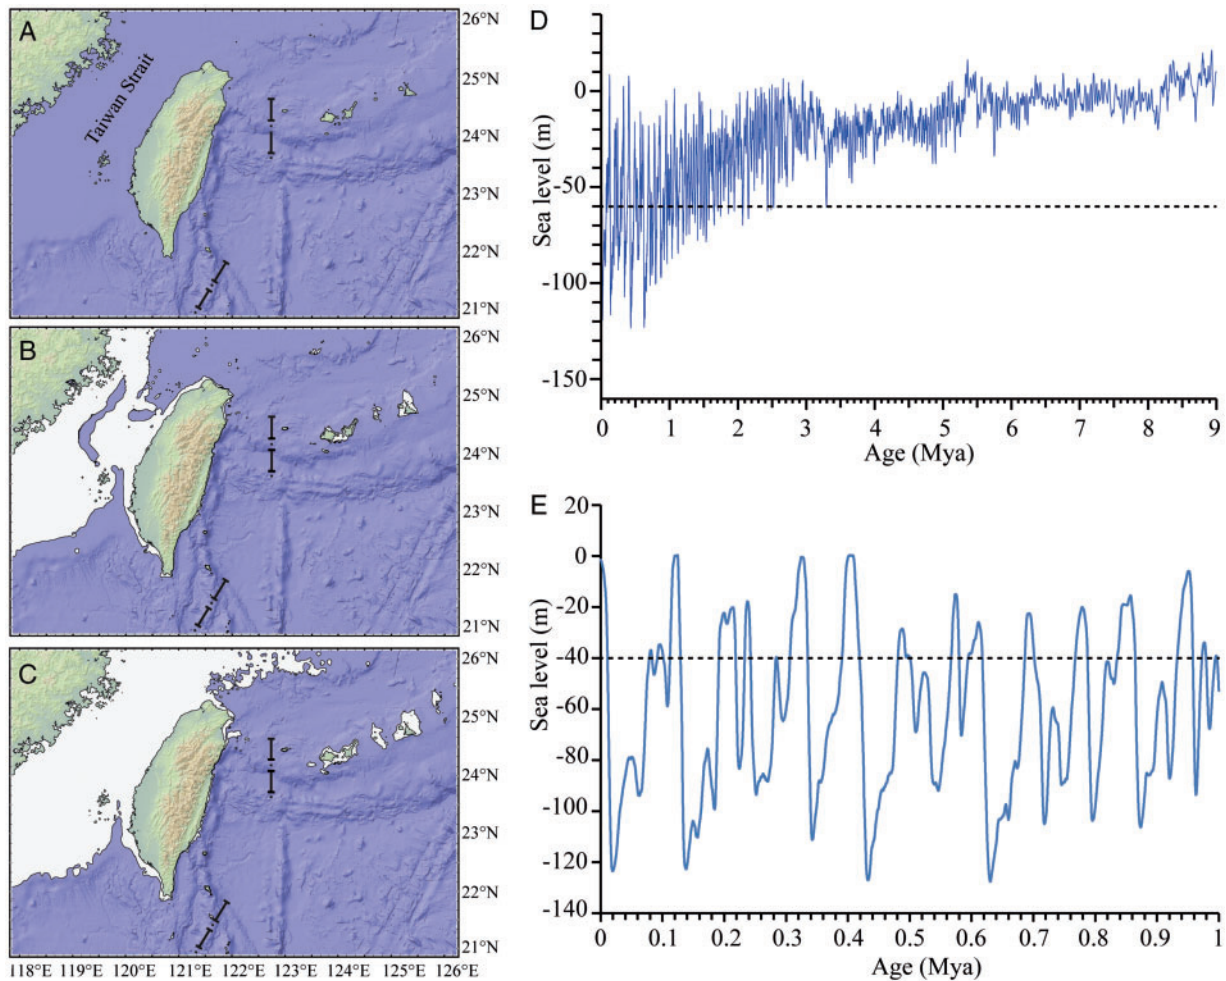 A
Taiwan Strait
26°N
25°N
24°N
23°N
22°N
21°N
B
26°N
25°N
24°N
23°N
22°N
21°N
C
26°N
25°N
24°N
23°N
22°N
21°N
118°E 119°E 120°E 121°E 122°E 123°E 124°E 125°E 126°E
D
Sea level (m)
0
-50
-100
-150
0 1 2 3 4 5 6 7 8 9
Age (Mya)
E
Sea level (m)
20
0
-20
-40
-60
-80
-100
-120
-140
0 0.1 0.2 0.3 0.4 0.5 0.6 0.7 0.8 0.9 1
Age (Mya)